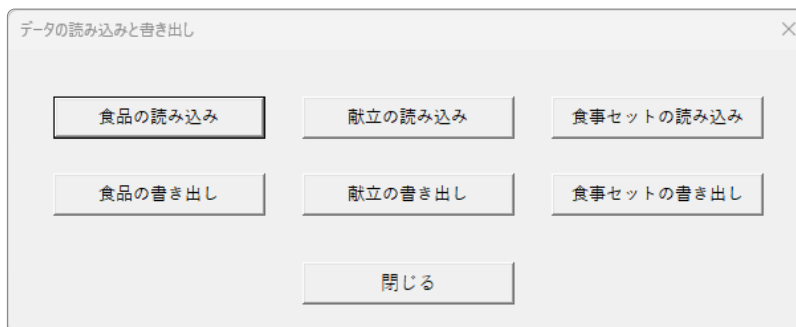 データの読み込みと書き出し
食品の読み込み
献立の読み込み
食事セットの読み込み
食品の書き出し
献立の書き出し
食事セットの書き出し
閉じる